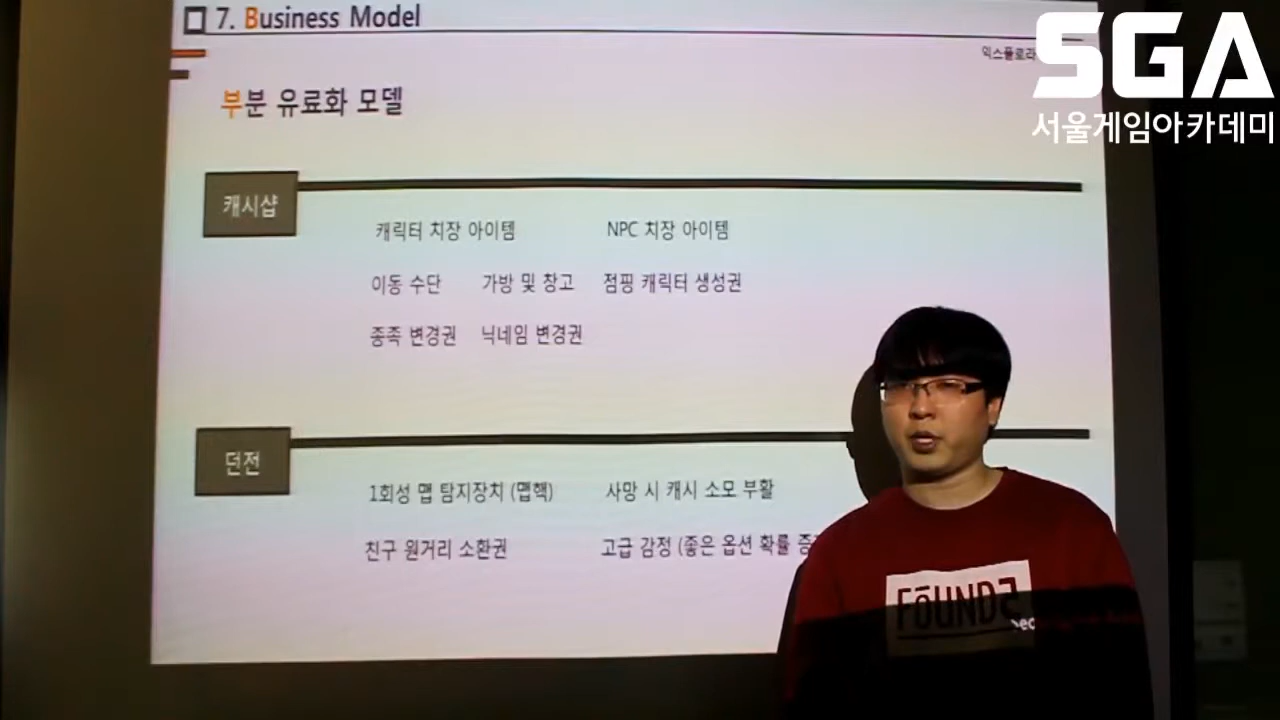 7. Business Model
익스플로라
SGA
서울게임아카데미
부분 유료화 모델
캐시샵
캐릭터 치장 아이템 NPC 치장 아이템
이동 수단 가방 및 창고 점핑 캐릭터 생성권
종족 변경권 닉네임 변경권
던전
1회성 맵 탐지장치 (맵핵) 사망 시 캐시 소모 부활
친구 원거리 소환권 고급 감정 (좋은 옵션 확률
FOUND